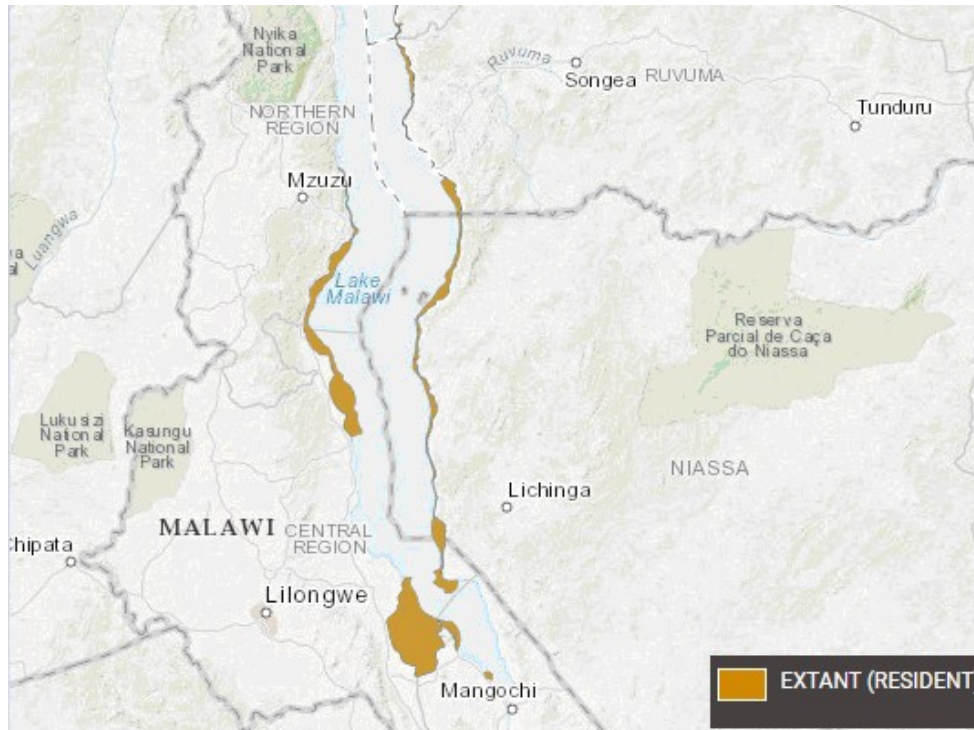 Nyika
National
Park
Ruvuma
Songea
RUVUMA
Tunduru
NORTHERN
REGION
Mzuzu
Luangwa
Lake
Malawi
Reserva
Parcial de Caça
do Niassa
Lukusizi
National
Park
Kasungu
National
Park
NIASSA
Lichinga
MALAWI
CENTRAL
REGION
Chipata
Lilongwe
Mangochi
EXTANT (RESIDENT